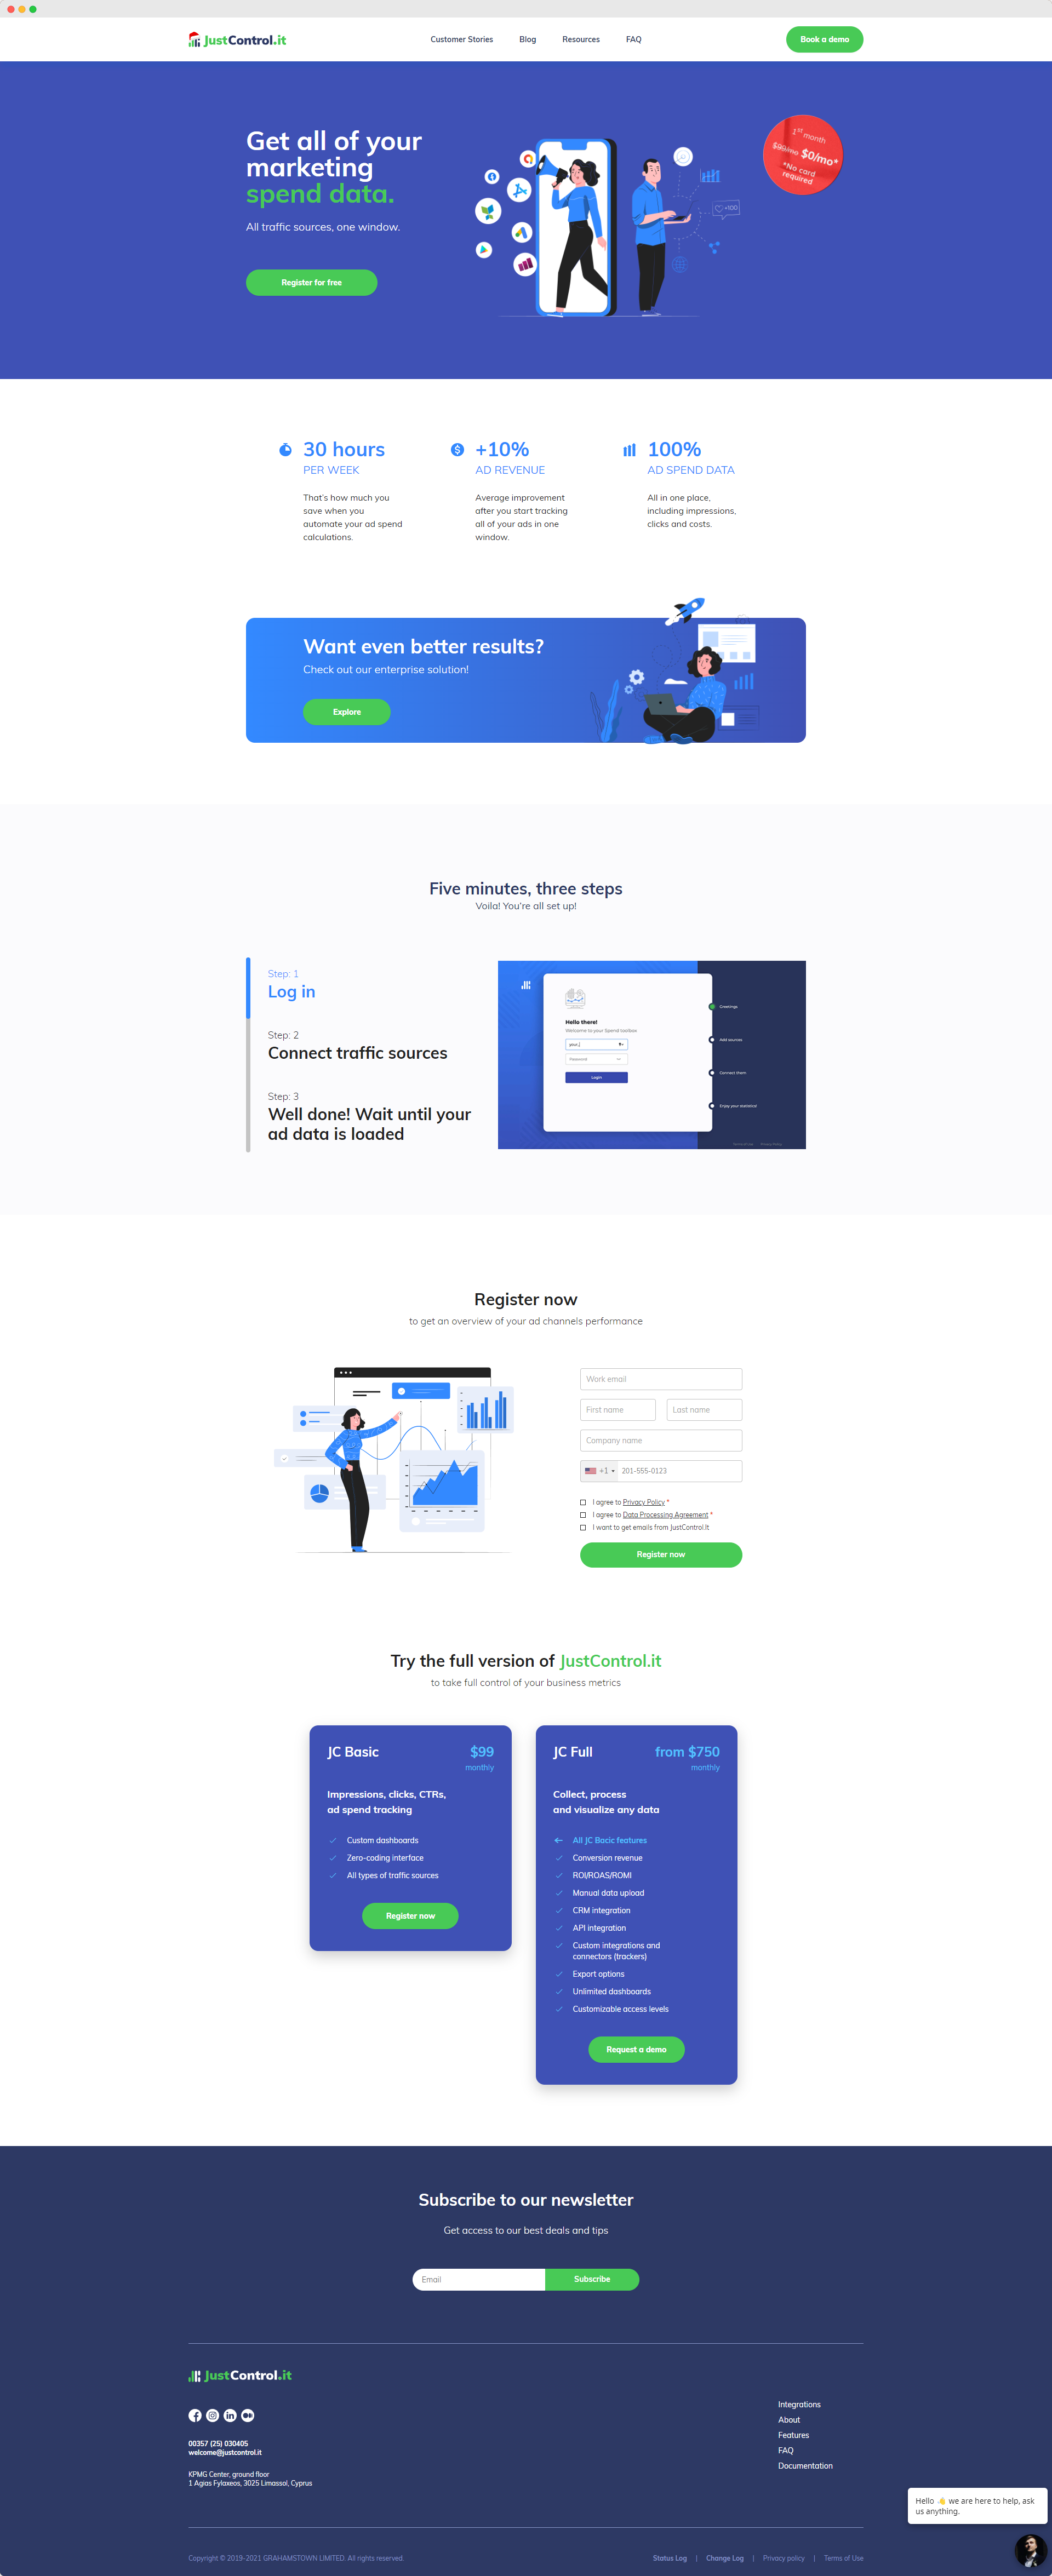 JustControl.it
Customer Stories
Blog
Resources
FAQ
Book a demo
Get all of your
marketing
spend data.
All traffic sources, one window.
Register for free
1st month
$99/mo $0/mo*
*No card
required
+100
30 hours
PER WEEK
That's how much you
save when you
automate your ad spend
calculations.
+10%
AD REVENUE
Average improvement
after you start tracking
all of your ads in one
window.
100%
AD SPEND DATA
All in one place,
including impressions,
clicks and costs.
Want even better results?
Check out our enterprise solution!
Explore
Five minutes, three steps
Voila! You're all set up!
Step: 1
Log in
Step: 2
Connect traffic sources
Step: 3
Well done! Wait until your
ad data is loaded
Hello there!
Welcome to your Spend toolbox
your.
Password
Login
Greetings
Add sources
Connect them
Enjoy your statistics!
Terms of Use
Privacy Policy
Register now
to get an overview of your ad channels performance
Work email
First name
Last name
Company name
+1
201-555-0123
I agree to Privacy Policy *
I agree to Data Processing Agreement *
I want to get emails from JustControl.It
Register now
Try the full version of JustControl.it
to take full control of your business metrics
JC Basic
$99
monthly
Impressions, clicks, CTRs,
ad spend tracking
Custom dashboards
Zero-coding interface
All types of traffic sources
Register now
JC Full
from $750
monthly
Collect, process
and visualize any data
All JC Bacic features
Conversion revenue
ROI/ROAS/ROMI
Manual data upload
CRM integration
API integration
Custom integrations and
connectors (trackers)
Export options
Unlimited dashboards
Customizable access levels
Request a demo
Subscribe to our newsletter
Get access to our best deals and tips
Email
Subscribe
JustControl.it
00357 (25) 030405
welcome@justcontrol.it
KPMG Center, ground floor
1 Agias Fylaxeos, 3025 Limassol, Cyprus
Integrations
About
Features
FAQ
Documentation
Hello 👋 we are here to help, ask
us anything.
Copyright © 2019-2021 GRAHAMSTOWN LIMITED. All rights reserved.
Status Log | Change Log | Privacy policy | Terms of Use